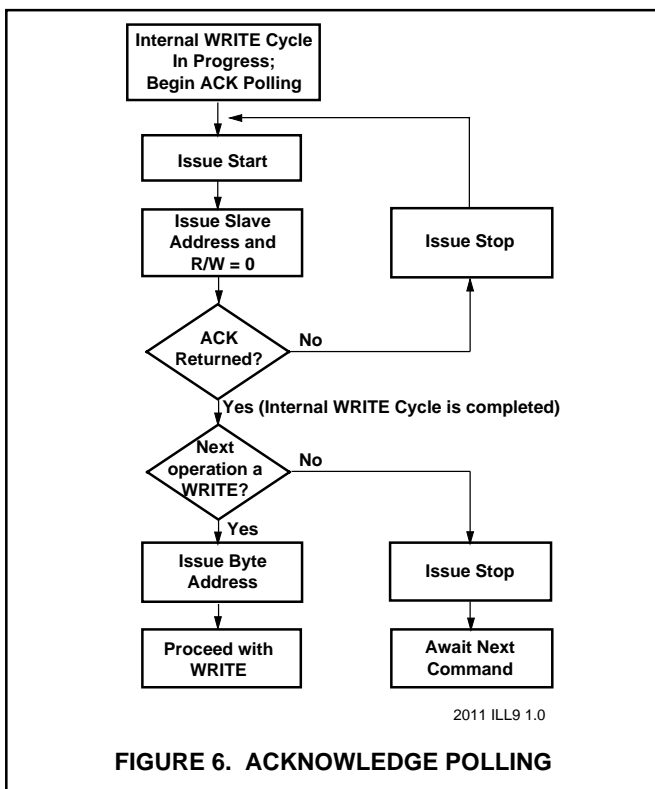 Internal WRITE Cycle
In Progress;
Begin ACK Polling
Issue Start
Issue Slave
Address and
R/W = 0
Issue Stop
ACK
Returned?
No
Yes (Internal WRITE Cycle is completed)
Next
operation a
WRITE?
No
Yes
Issue Byte
Address
Issue Stop
Proceed with
WRITE
Await Next
Command
2011 ILL9 1.0
FIGURE 6. ACKNOWLEDGE POLLING